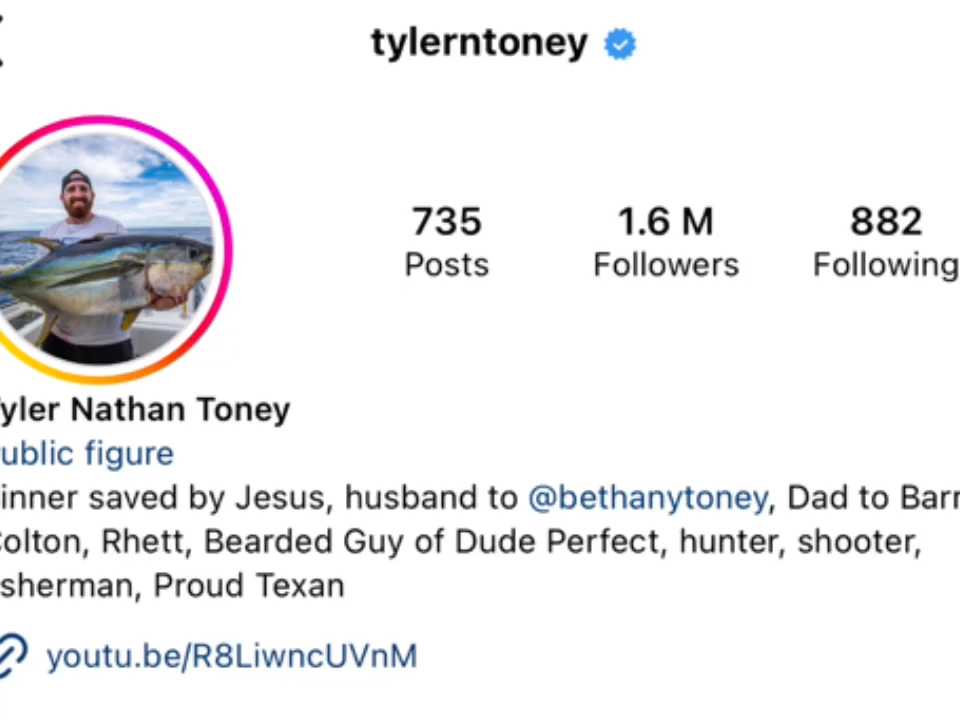 tylerntoney
735 1.6 M 882
Posts Followers Following
yler Nathan Toney
ublic figure
inner saved by Jesus, husband to @bethanytoney, Dad to Barr
olton, Rhett, Bearded Guy of Dude Perfect, hunter, shooter,
sherman, Proud Texan
youtu.be/R8LiwncUVnM